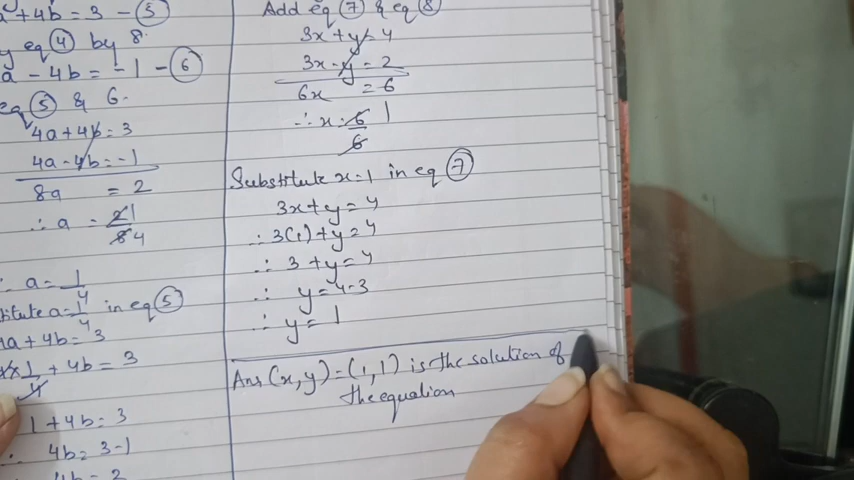 a + 4b = 3 - (5)
eq (4) by 8.
a - 4b = -1 - (6)
eq (5) & 6.
4a + 4b = 3
4a - 4b = -1
8a = 2
∴ a = 2 1
8 4
∴ a = 1
4
a = 1 in eq (5)
4
a + 4b = 3
x 1 + 4b = 3
4
1 + 4b = 3
∴ 4b = 3-1
4b = 2
Add eq (7) & eq (8)
3x + y = 4
3x - y = 2
6x = 6
∴ x = 6 1
6
Substitute x=1 in eq (7)
3x + y = 4
∴ 3(1) + y = 4
∴ 3 + y = 4
∴ y = 4-3
∴ y = 1
Ans (x, y) = (1, 1) is the solution of
the equation